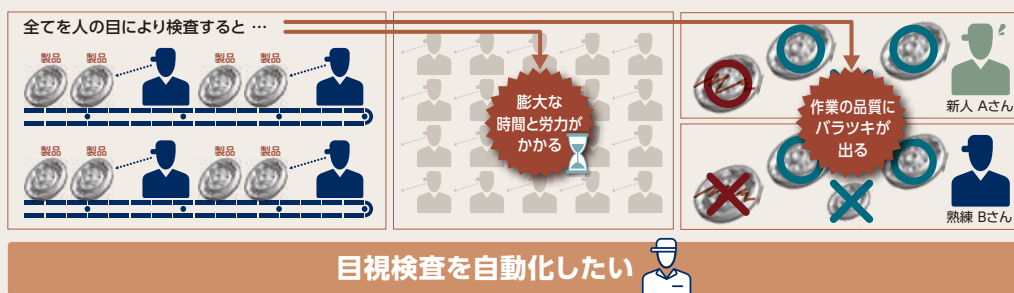 全てを人の目により検査すると …
製品 製品 製品 製品
製品 製品 製品 製品
膨大な
時間と労力が
かかる
作業の品質に
バラツキが
出る
新人 Aさん
熟練 Bさん
目視検査を自動化したい